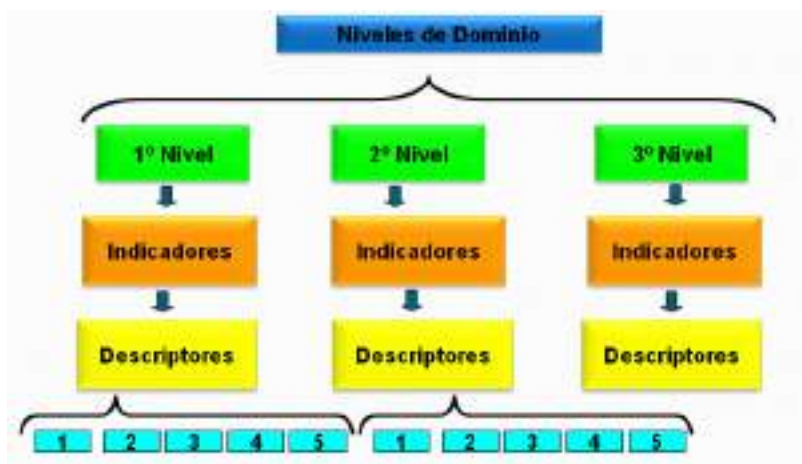 Niveles de Dominio
1º Nivel 2º Nivel 3º Nivel
Indicadores Indicadores Indicadores
Descriptores Descriptores Descriptores
1 2 3 4 5 1 2 3 4 5